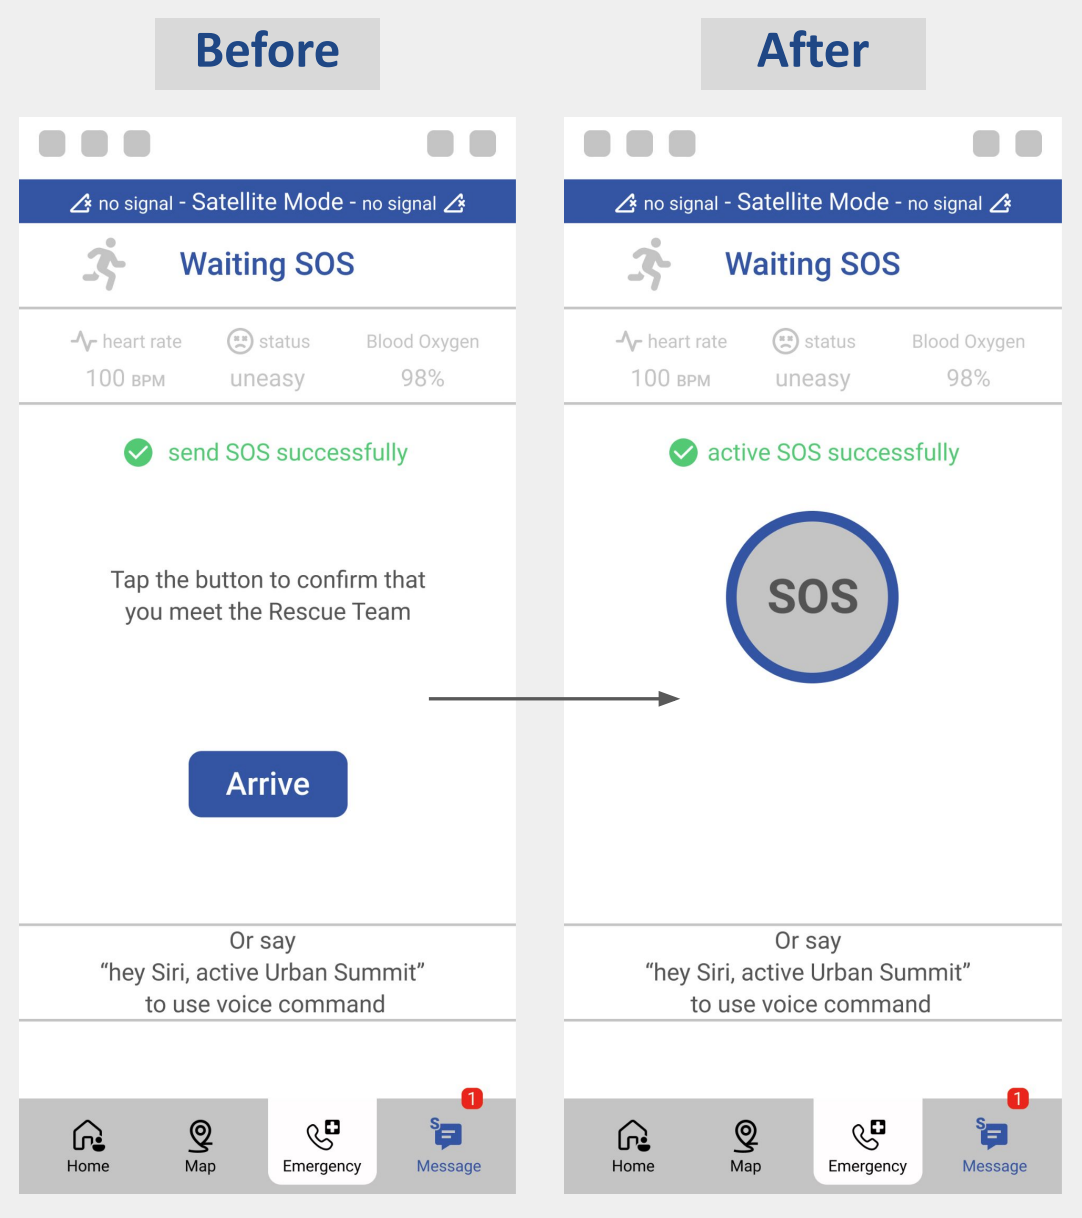 Before
After
no signal - Satellite Mode - no signal
Waiting SOS
heart rate
status
Blood Oxygen
100 BPM
uneasy
98%
send SOS successfully
Tap the button to confirm that
you meet the Rescue Team
Arrive
Or say
“hey Siri, active Urban Summit”
to use voice command
1
Home
Map
Emergency
S
Message
no signal - Satellite Mode - no signal
Waiting SOS
heart rate
status
Blood Oxygen
100 BPM
uneasy
98%
active SOS successfully
SOS
Or say
“hey Siri, active Urban Summit”
to use voice command
1
Home
Map
Emergency
S
Message